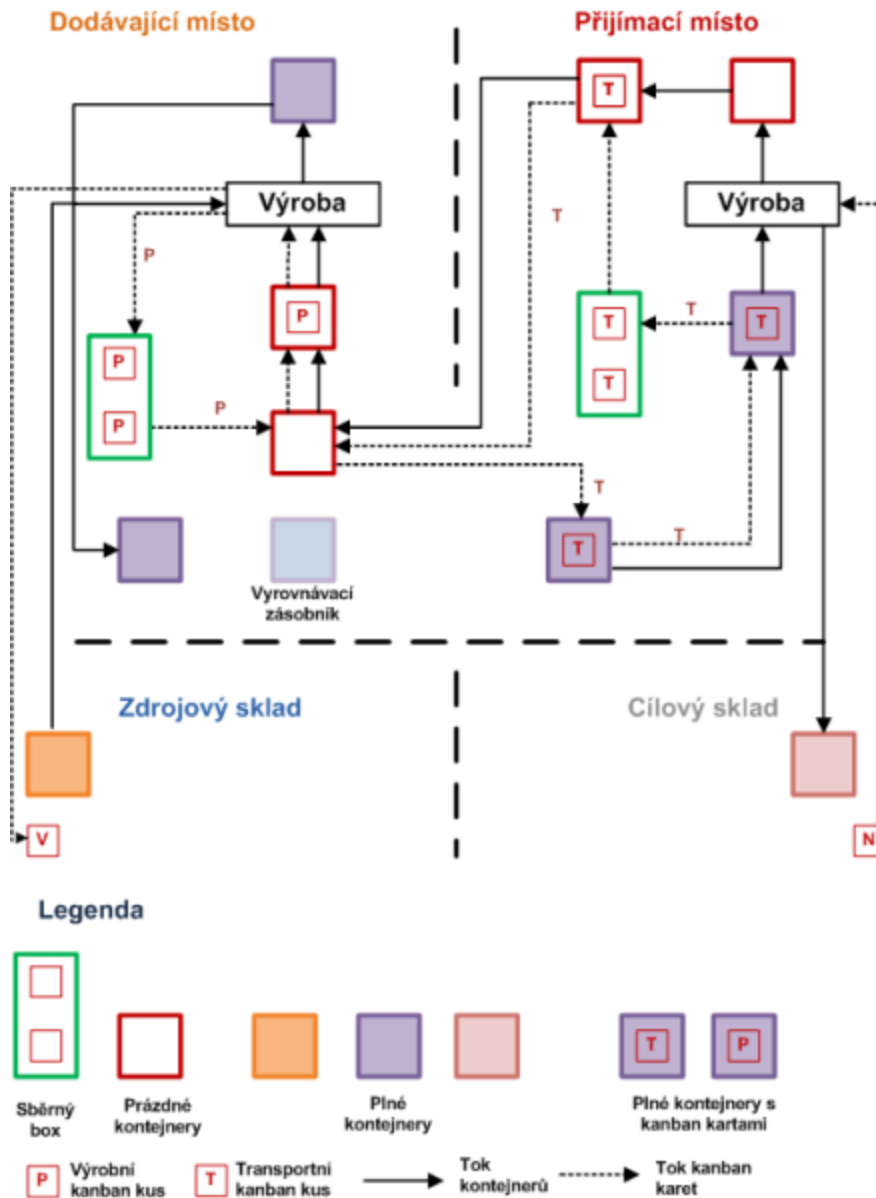 Dodávající místo
Přijímací místo
T
Výroba
Výroba
P
T
P
T
T
T
P
T
P
P
T
T
T
Vyrovnávací
zásobník
Zdrojový sklad
Cílový sklad
V
N
Legenda
T
P
Sběrný
box
Prázdné
kontejnery
Plné
kontejnery
Plné kontejnery s
kanban kartami
P
Výrobní
kanban kus
T
Transportní
kanban kus
Tok
kontejnerů
Tok kanban
karet